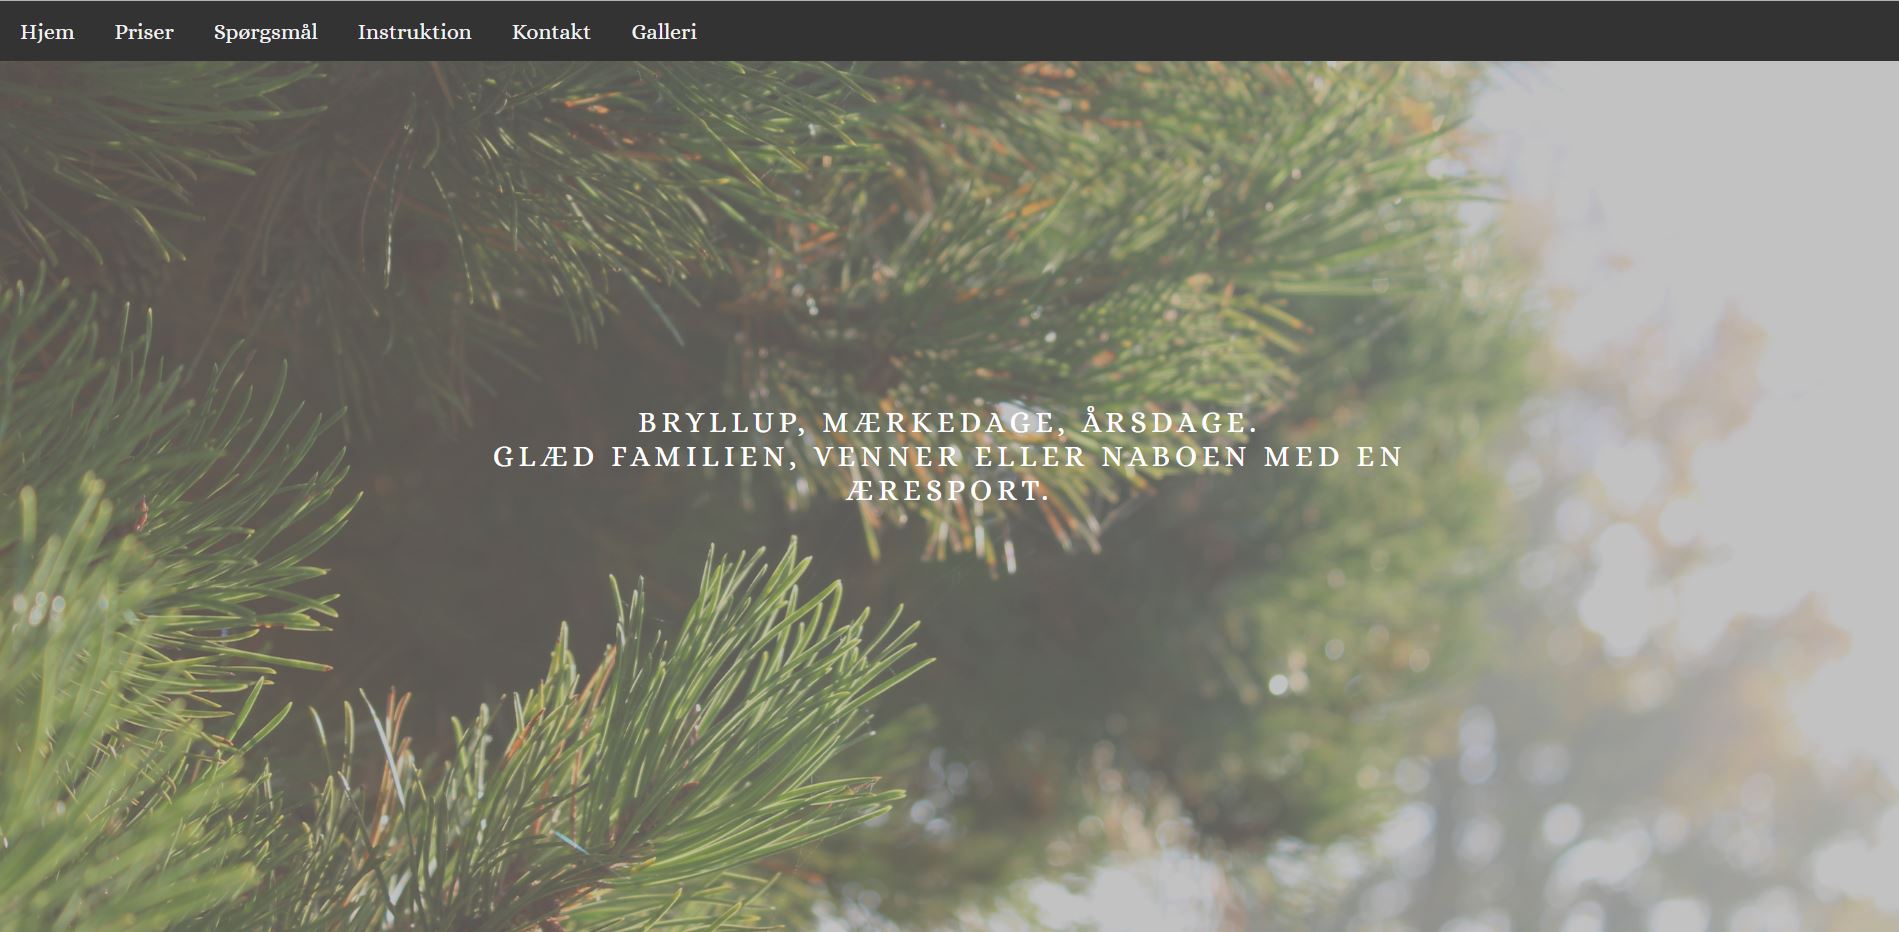 Hjem Priser Spørgsmål Instruktion Kontakt Galleri
BRYLLUP, MÆRKEDAGE, ÅRSDAGE.
GLÆD FAMILIEN, VENNER ELLER NABOEN MED EN
ÆRESPORT.